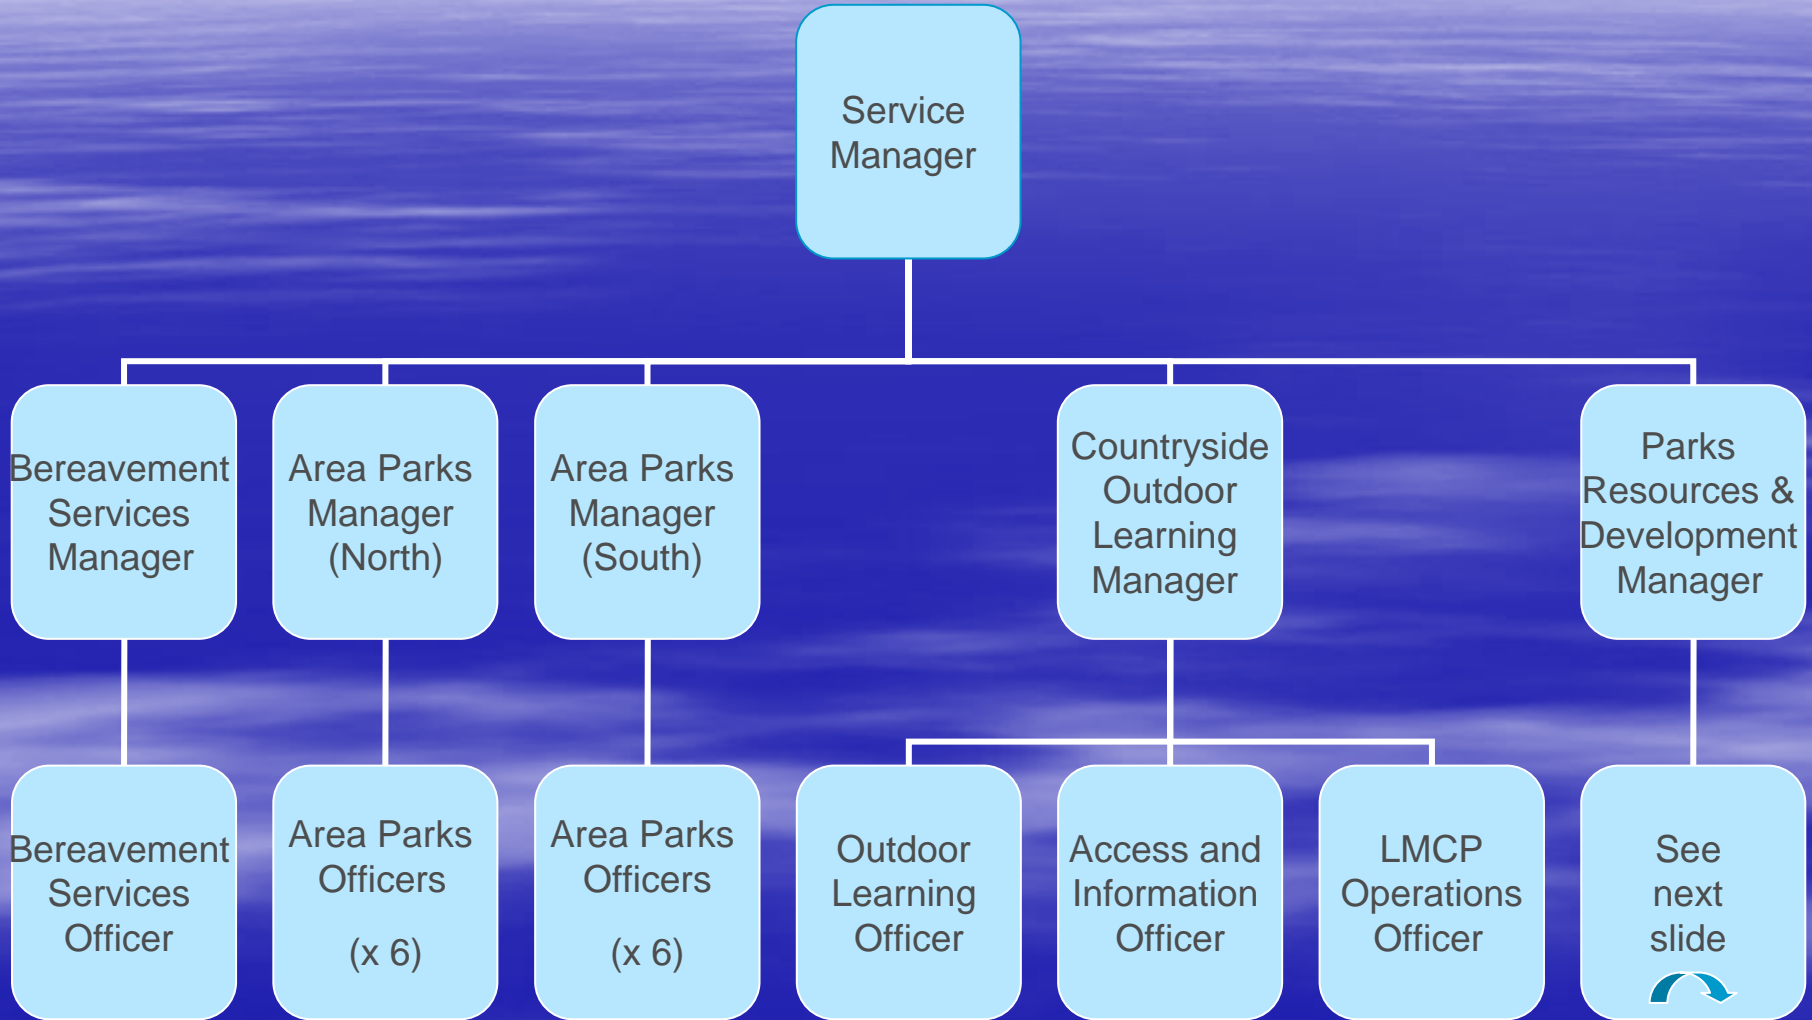 Service
Manager
Bereavement
Services
Manager
Area Parks
Manager
(North)
Area Parks
Manager
(South)
Countryside
Outdoor
Learning
Manager
Parks
Resources &
Development
Manager
Bereavement
Services
Officer
Area Parks
Officers
(x 6)
Area Parks
Officers
(x 6)
Outdoor
Learning
Officer
Access and
Information
Officer
LMCP
Operations
Officer
See
next
slide